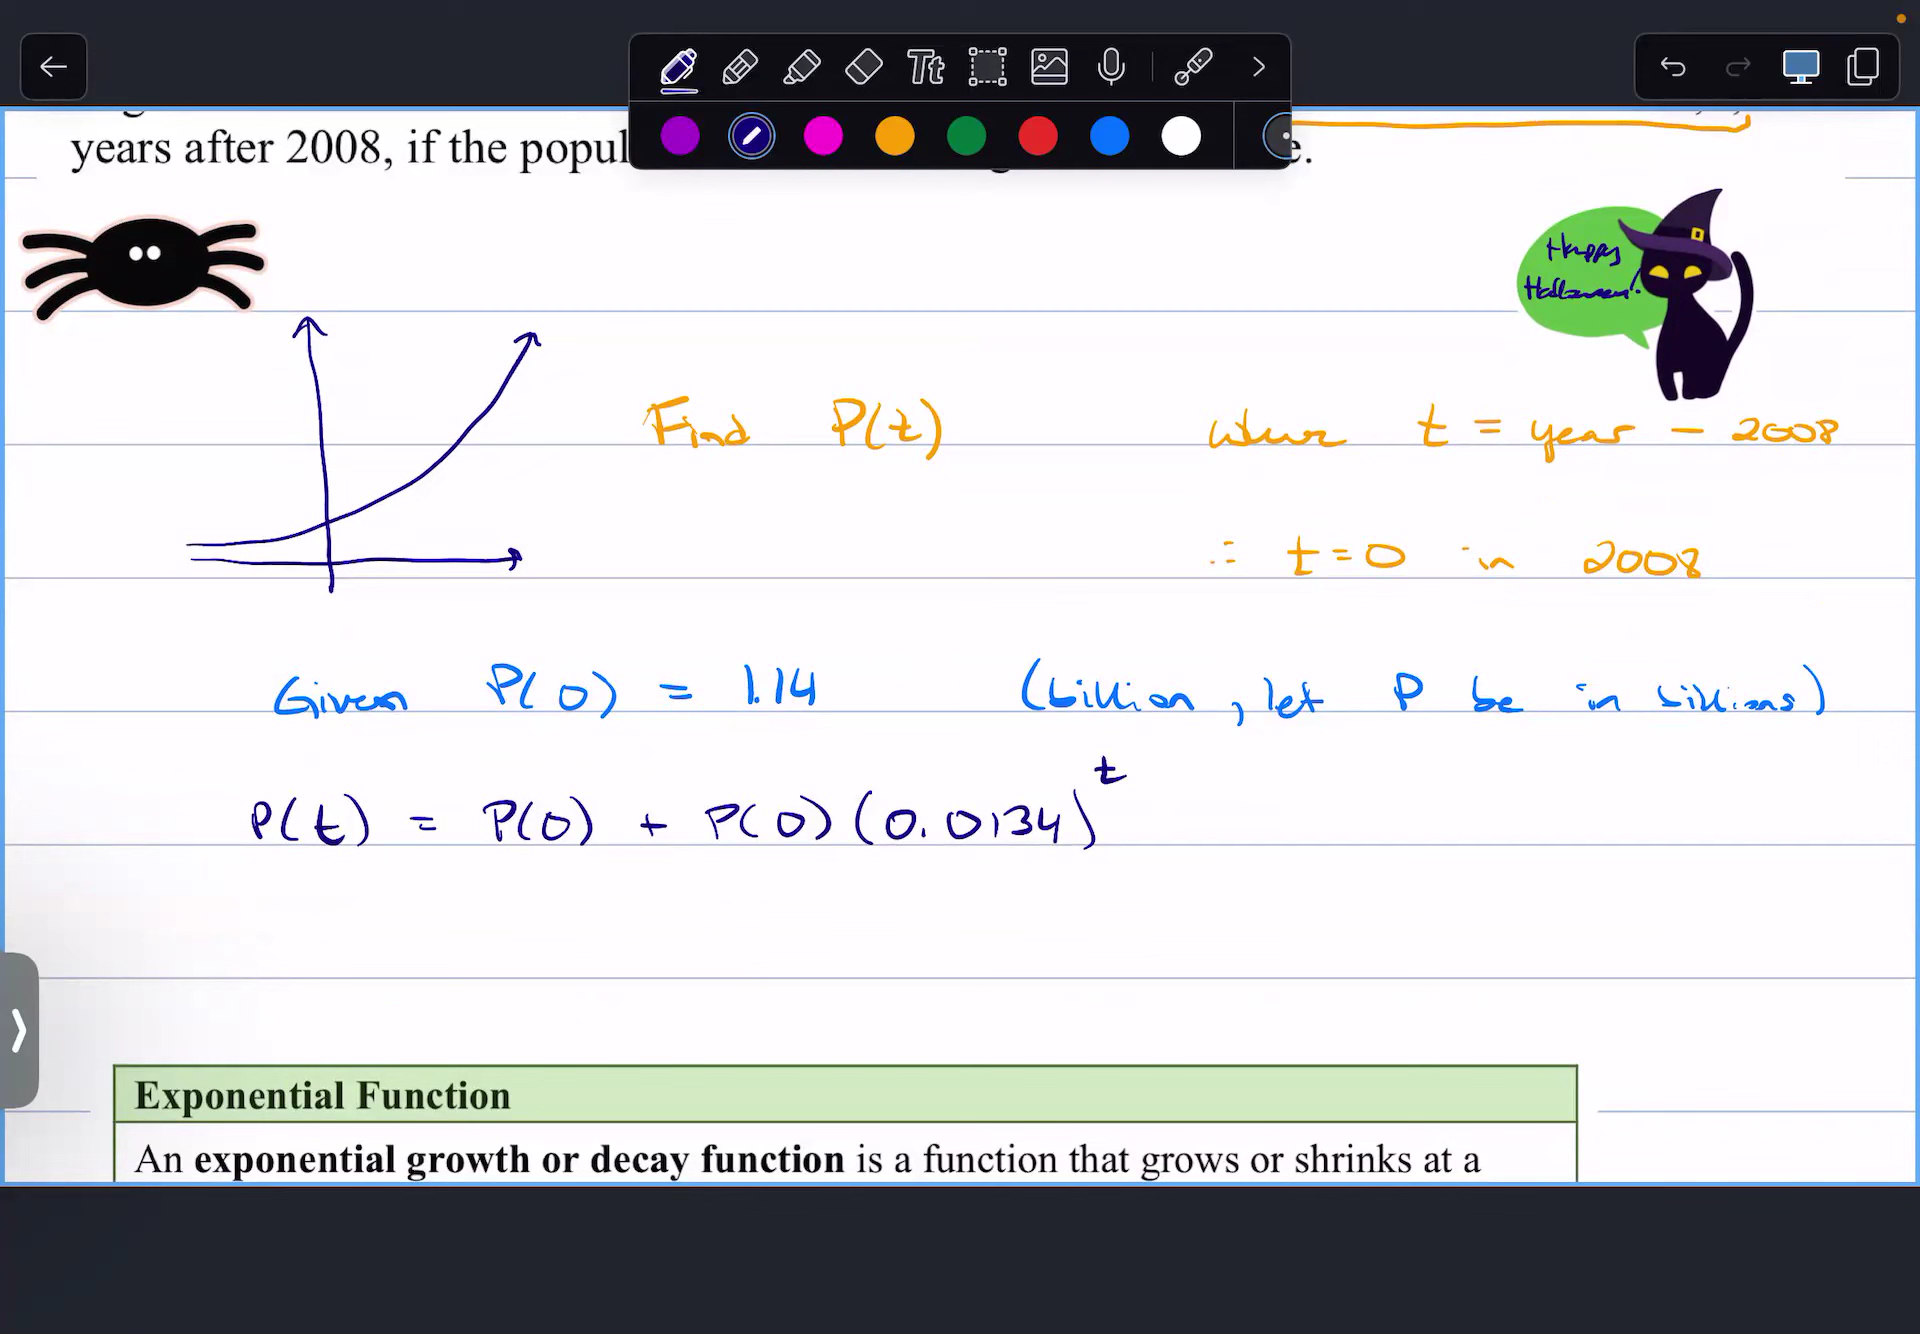 Tt
years after 2008, if the popul
e.
Happy
Halloween!
Find P(t) where t = year - 2008
∴ t = 0 in 2008
Given P(0) = 1.14 (billion, let P be in billions)
P(t) = P(0) + P(0)(0.0134)^t
Exponential Function
An exponential growth or decay function is a function that grows or shrinks at a